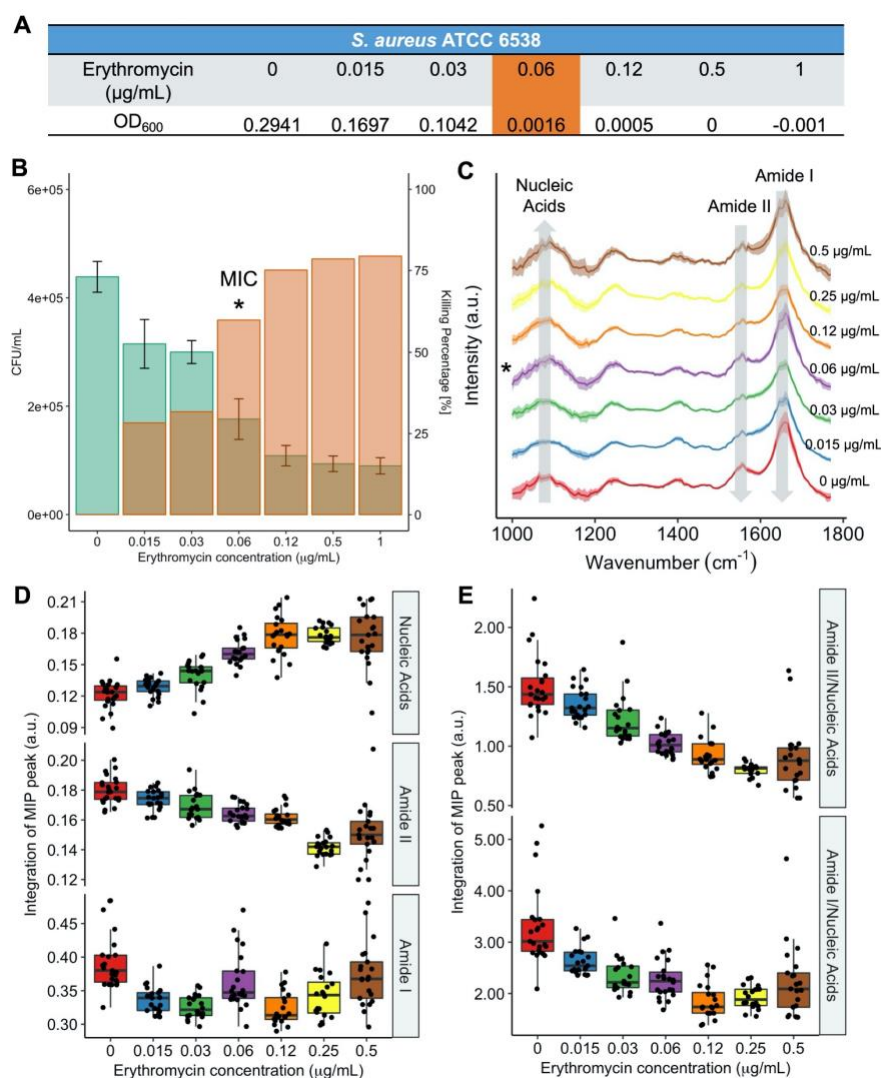 A
S. aureus ATCC 6538
Erythromycin (µg/mL) 0 0.015 0.03 0.06 0.12 0.5 1
OD600 0.2941 0.1697 0.1042 0.0016 0.0005 0 -0.001
B
6e+05
4e+05
2e+05
0e+00
CFU/mL
MIC
*
100
75
50
25
0
Killing Percentage [%]
0 0.015 0.03 0.06 0.12 0.5 1
Erythromycin concentration (µg/mL)
C
Nucleic Acids
Amide II
Amide I
Intensity (a.u.)
*
0.5 µg/mL
0.25 µg/mL
0.12 µg/mL
0.06 µg/mL
0.03 µg/mL
0.015 µg/mL
0 µg/mL
1000 1200 1400 1600 1800
Wavenumber (cm-1)
D
Integration of MIP peak (a.u.)
0.21
0.18
0.15
0.12
0.09
Nucleic Acids
0.20
0.18
0.16
0.14
0.12
Amide II
0.45
0.40
0.35
0.30
Amide I
0 0.015 0.03 0.06 0.12 0.25 0.5
Erythromycin concentration (µg/mL)
E
Integration of MIP peak (a.u.)
2.00
1.50
1.00
0.50
Amide II/Nucleic Acids
5.00
4.00
3.00
2.00
Amide I/Nucleic Acids
0 0.015 0.03 0.06 0.12 0.25 0.5
Erythromycin concentration (µg/mL)